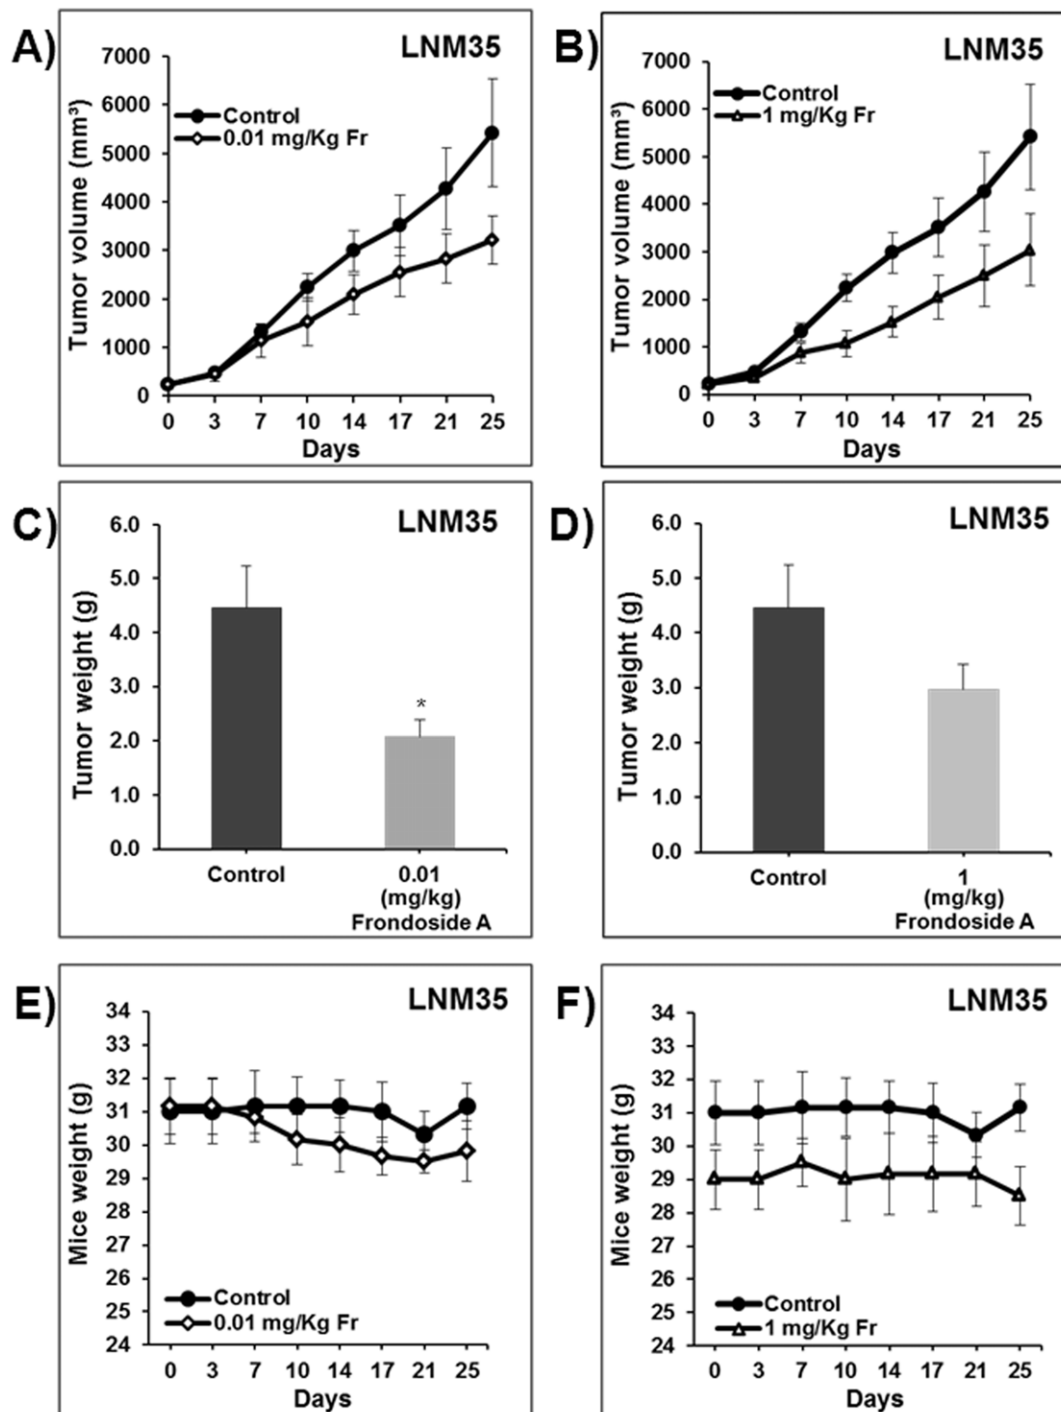 A)
LNM35
7000
6000
5000
4000
3000
2000
1000
0
Tumor volume (mm³)
Control
0.01 mg/Kg Fr
0 3 7 10 14 17 21 25
Days
B)
LNM35
7000
6000
5000
4000
3000
2000
1000
0
Tumor volume (mm³)
Control
1 mg/Kg Fr
0 3 7 10 14 17 21 25
Days
C)
LNM35
6.0
5.0
4.0
3.0
2.0
1.0
0.0
Tumor weight (g)
*
Control
0.01
(mg/kg)
Frondoside A
D)
LNM35
6.0
5.0
4.0
3.0
2.0
1.0
0.0
Tumor weight (g)
Control
1
(mg/kg)
Frondoside A
E)
LNM35
34
33
32
31
30
29
28
27
26
25
24
Mice weight (g)
Control
0.01 mg/Kg Fr
0 3 7 10 14 17 21 25
Days
F)
LNM35
34
33
32
31
30
29
28
27
26
25
24
Mice weight (g)
Control
1 mg/Kg Fr
0 3 7 10 14 17 21 25
Days